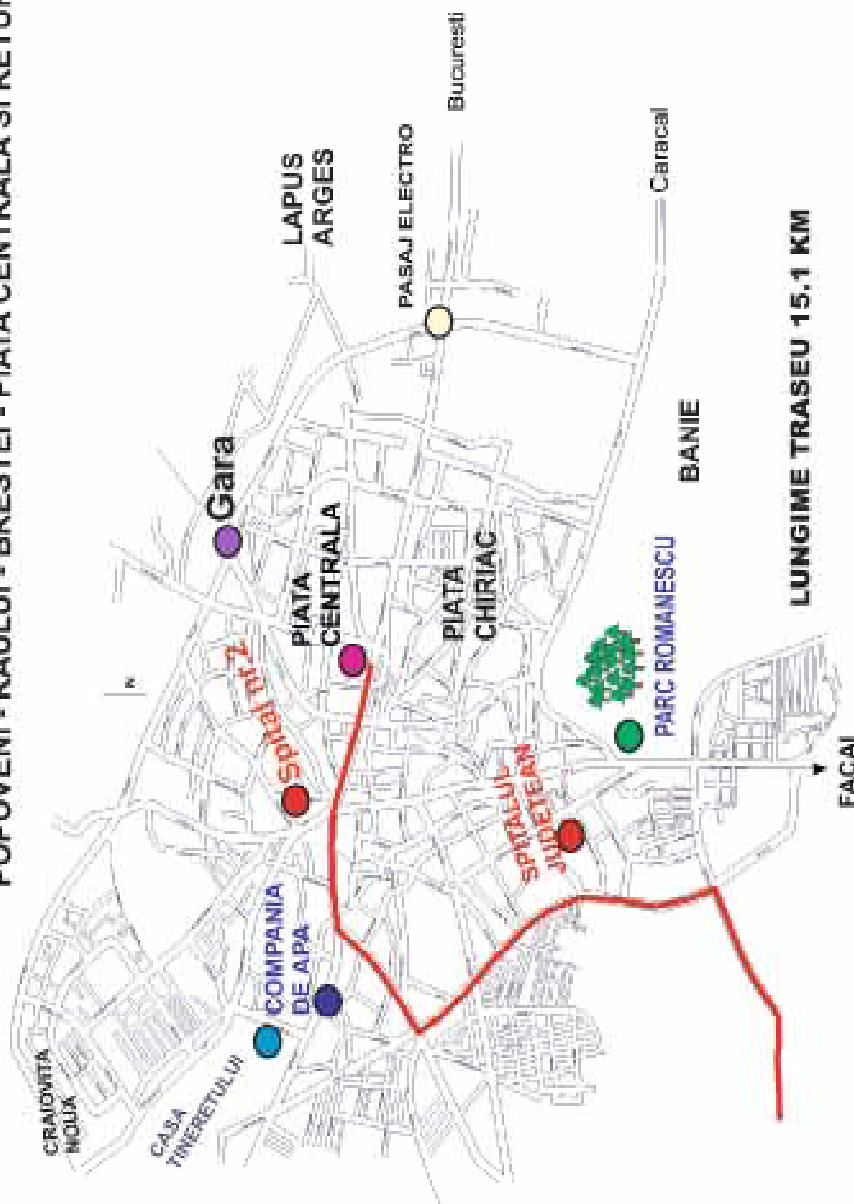 POPOVENI - RAULUI - BRESTEI - PIATA CENTRALA SI RETUR
CRAIOVITA
NOUA
CASA
TINERETULUI
COMPANIA
DE APA
Spital nr.2
N
Gara
PIATA
CENTRALA
LAPUS
ARGES
PASAJ ELECTRO
Bucuresti
PIATA
CHIRIAC
SPITALUL
JUDETEAN
PARC ROMANESCU
BANIE
Caracal
LUNGIME TRASEU 15.1 KM
FACAI